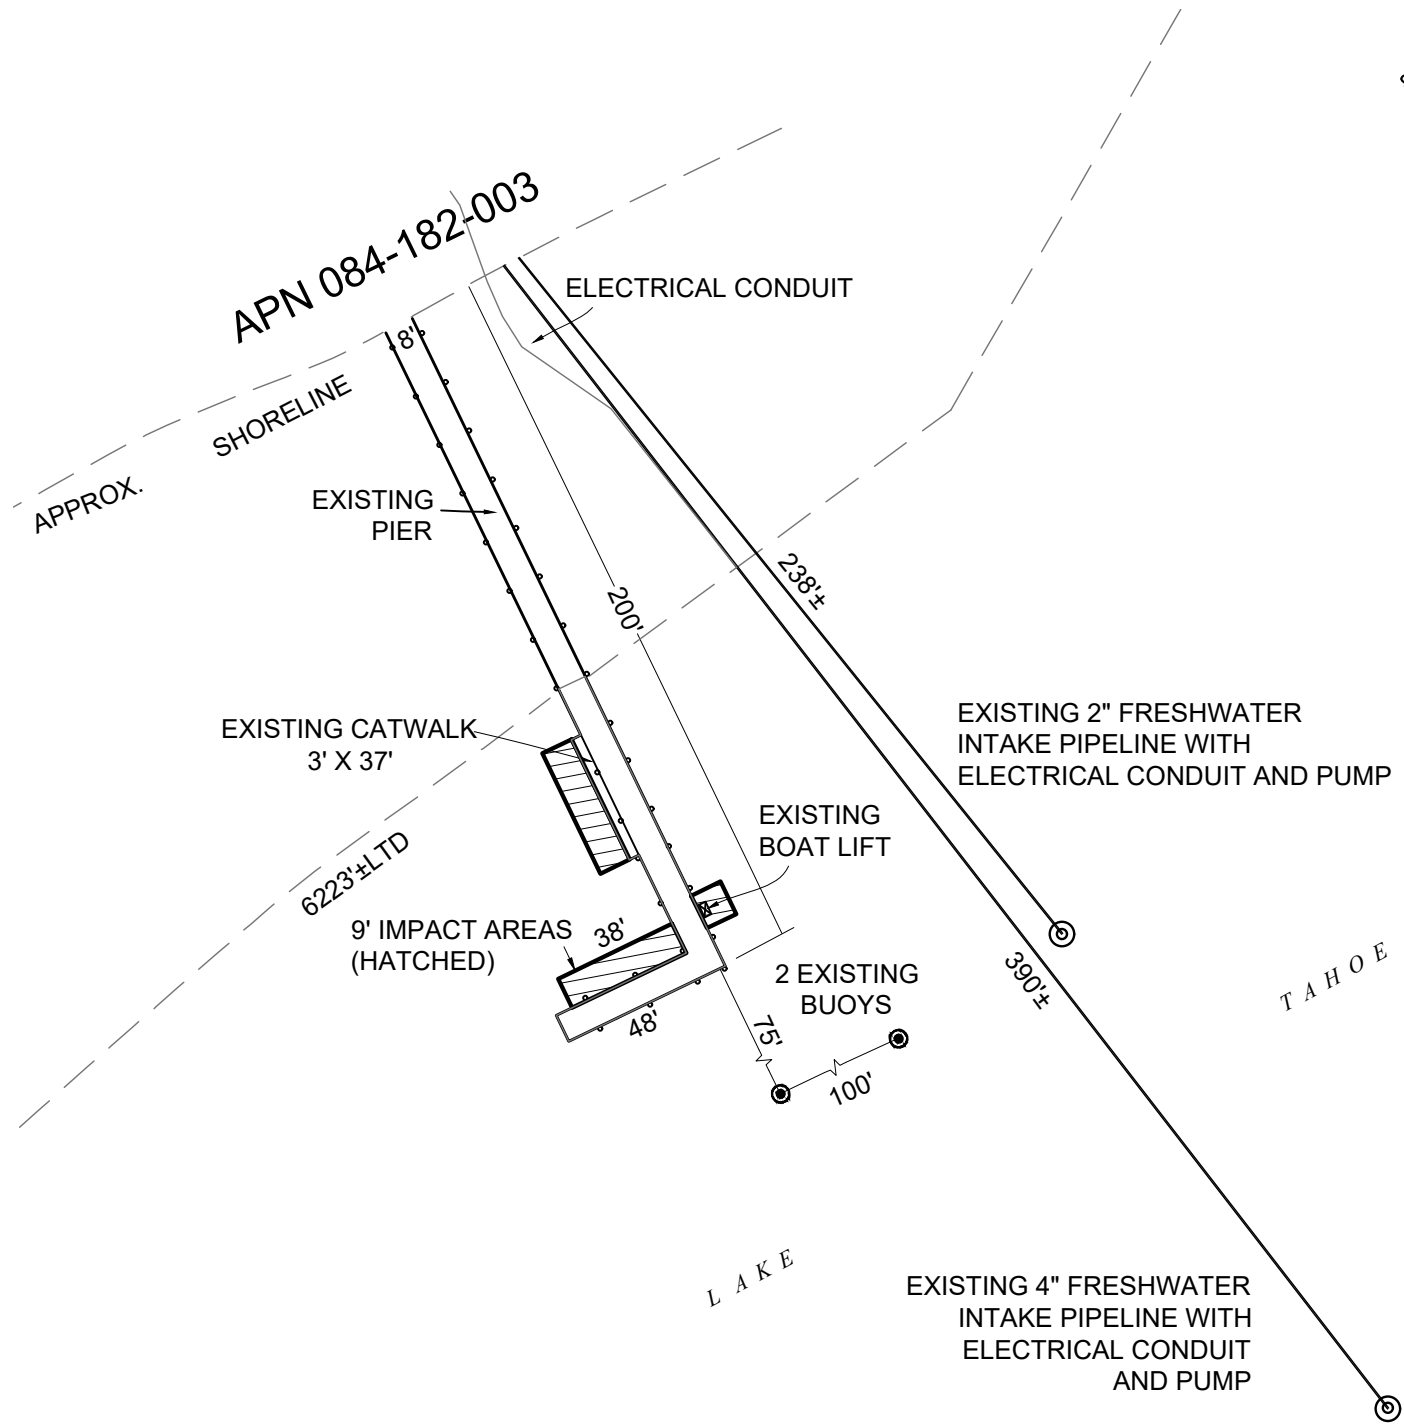 APN 084-182-003
ELECTRICAL CONDUIT
8'
APPROX. SHORELINE
EXISTING
PIER
200'
238'±
EXISTING CATWALK
3' X 37'
EXISTING 2" FRESHWATER
INTAKE PIPELINE WITH
ELECTRICAL CONDUIT AND PUMP
EXISTING
BOAT LIFT
6223'±LTD
9' IMPACT AREAS
(HATCHED)
38'
48'
2 EXISTING
BUOYS
75'
100'
390'±
LAKE TAHOE
EXISTING 4" FRESHWATER
INTAKE PIPELINE WITH
ELECTRICAL CONDUIT
AND PUMP